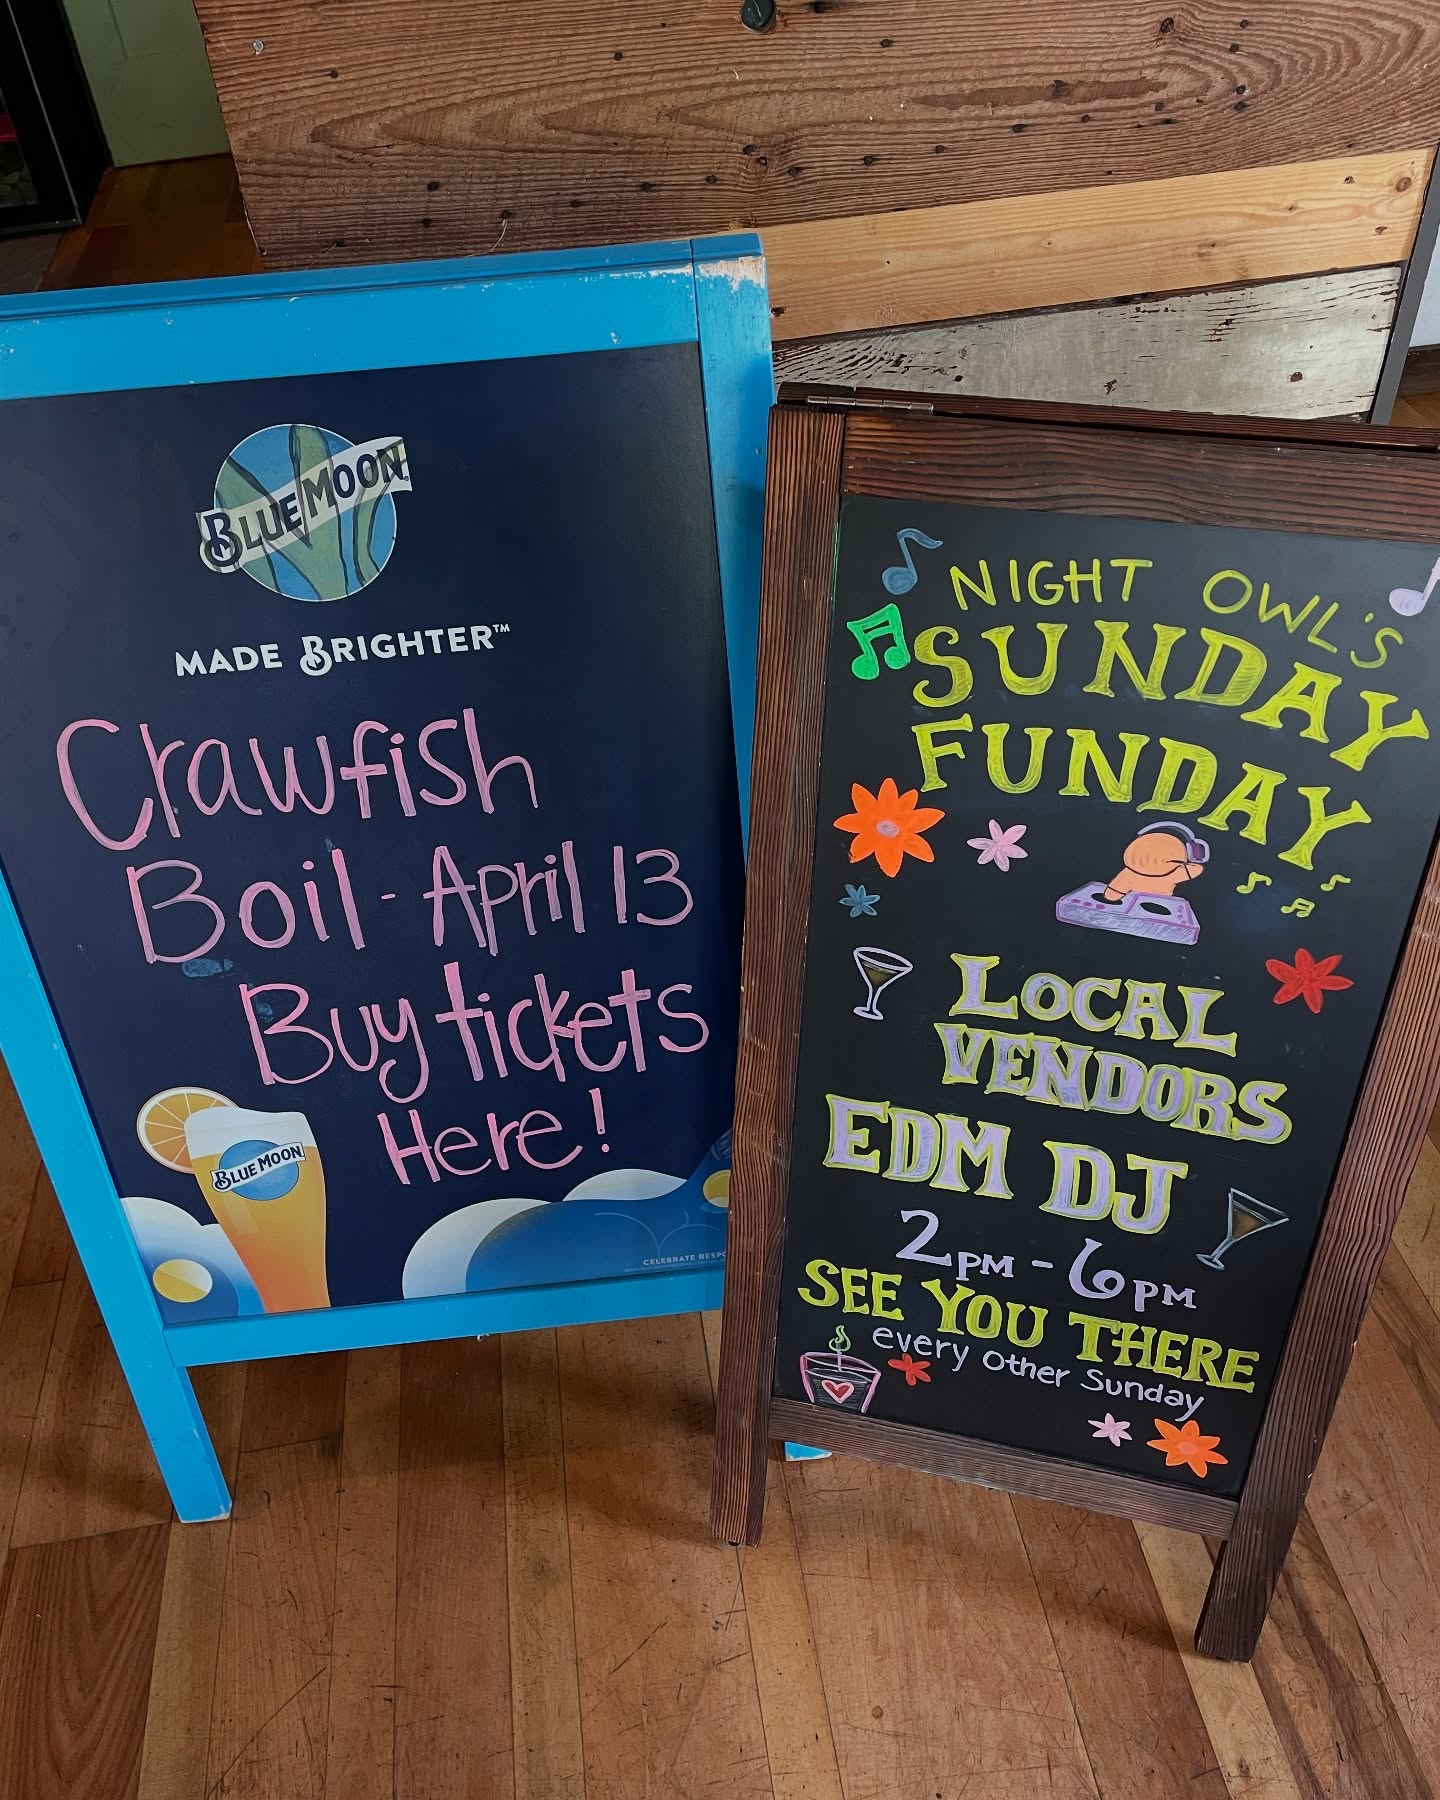 BLUE MOON
MADE BRIGHTER™
Crawfish
Boil - April 13
Buy tickets
Here!
BLUE MOON
NIGHT OWL'S
SUNDAY
FUNDAY
LOCAL
VENDORS
EDM DJ
2PM - 6PM
SEE YOU THERE
every other Sunday